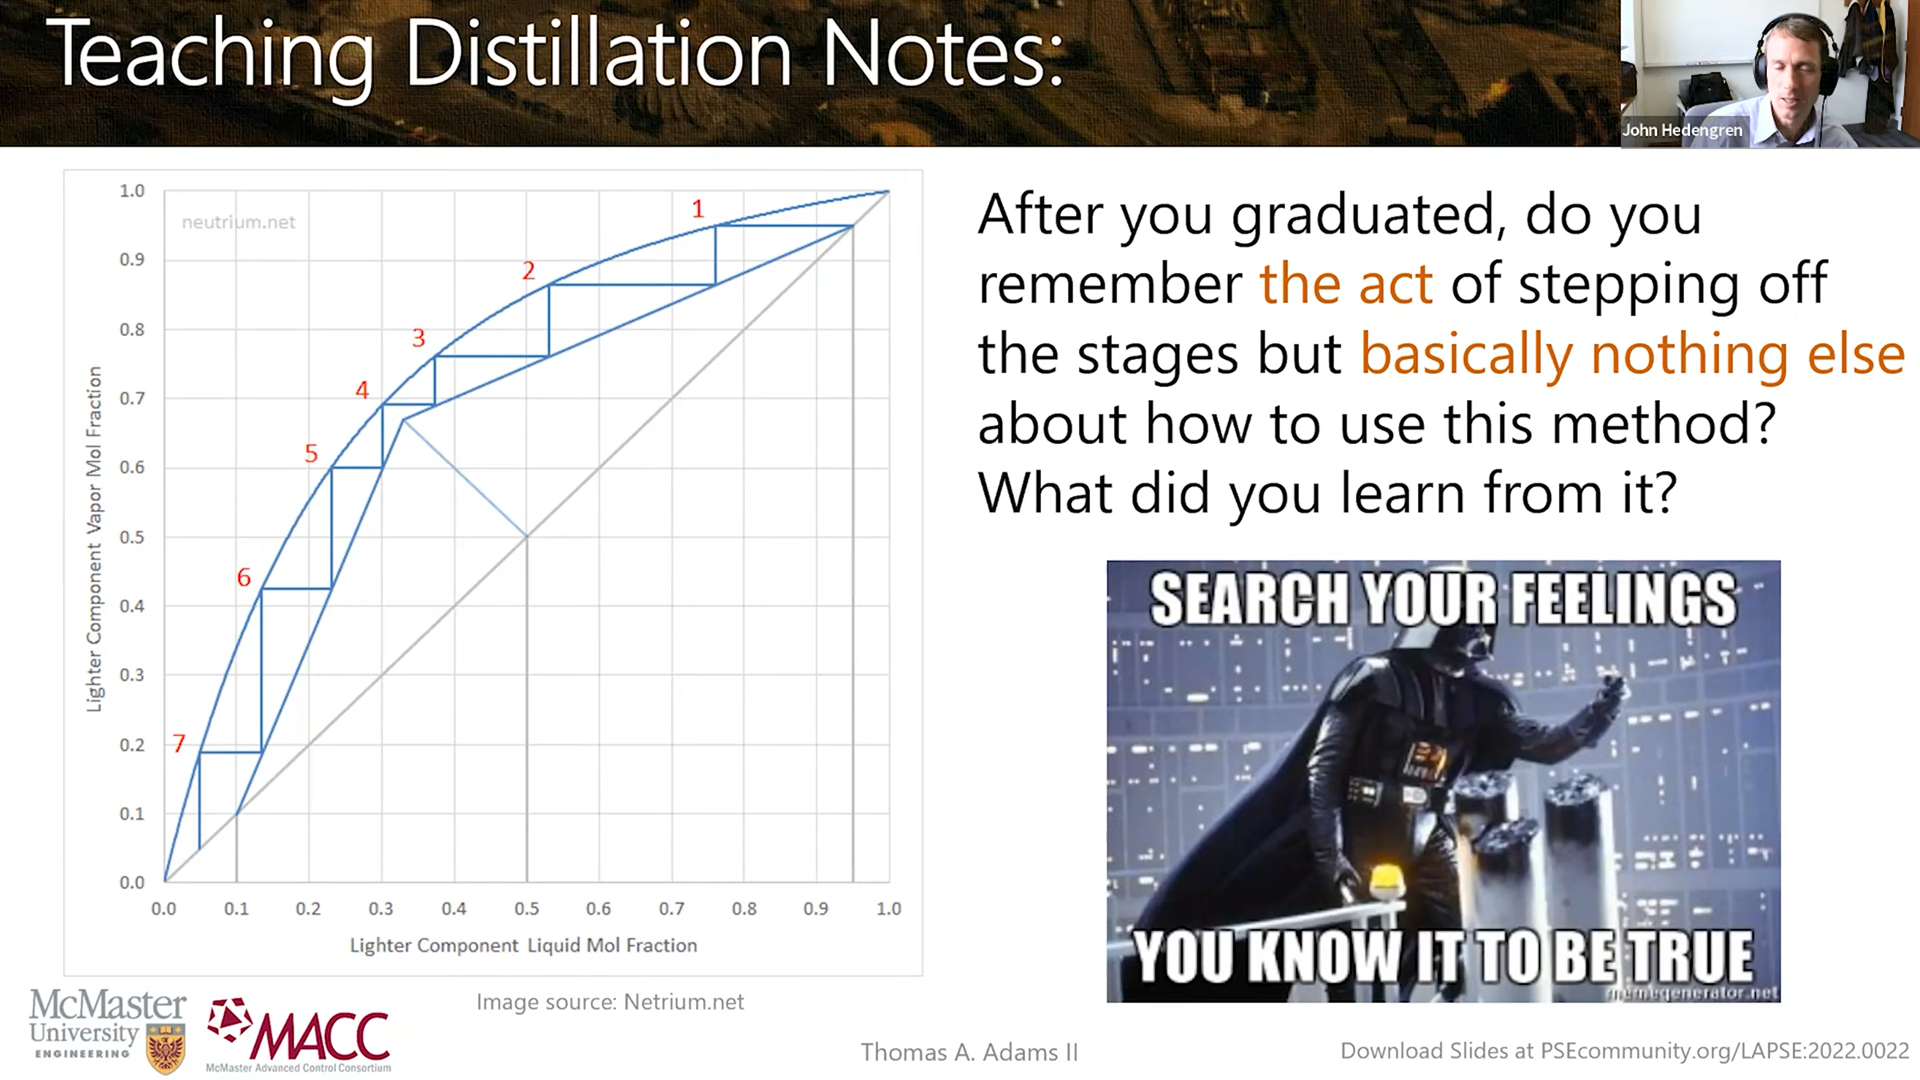 Teaching Distillation Notes:
John Hedengren
neutrium.net
1.0
0.9
0.8
0.7
0.6
0.5
0.4
0.3
0.2
0.1
0.0
Lighter Component Vapor Mol Fraction
1
2
3
4
5
6
7
0.0 0.1 0.2 0.3 0.4 0.5 0.6 0.7 0.8 0.9 1.0
Lighter Component Liquid Mol Fraction
After you graduated, do you
remember the act of stepping off
the stages but basically nothing else
about how to use this method?
What did you learn from it?
SEARCH YOUR FEELINGS
YOU KNOW IT TO BE TRUE
memegenerator.net
Image source: Netrium.net
McMaster
University
ENGINEERING
MACC
McMaster Advanced Control Consortium
Thomas A. Adams II
Download Slides at PSEcommunity.org/LAPSE:2022.0022